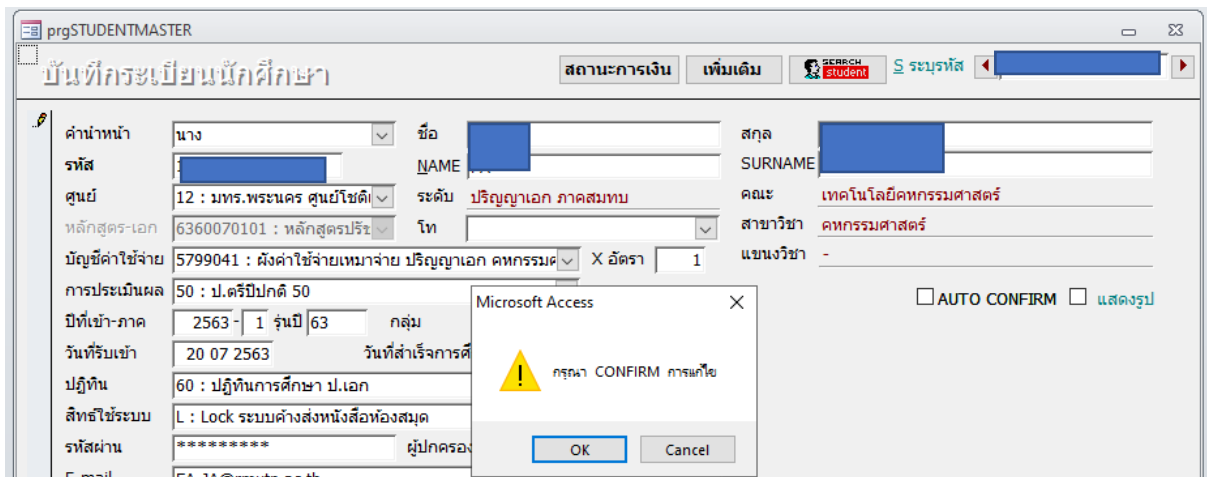 prgSTUDENTMASTER
บันทึกระเบียนนักศึกษา สถานะการเงิน เพิ่มเติม SEARCH student S ระบุรหัส
คำนำหน้า นาง ชื่อ สกุล
รหัส NAME SURNAME
ศูนย์ 12 : มทร.พระนคร ศูนย์โชติเ ระดับ ปริญญาเอก ภาคสมทบ คณะ เทคโนโลยีคหกรรมศาสตร์
หลักสูตร-เอก 6360070101 : หลักสูตรปรัช โท สาขาวิชา คหกรรมศาสตร์
บัญชีค่าใช้จ่าย 5799041 : ผังค่าใช้จ่ายเหมาจ่าย ปริญญาเอก คหกรรมศ X อัตรา 1 แขนงวิชา -
การประเมินผล 50 : ป.ตรีปีปกติ 50 AUTO CONFIRM แสดงรูป
Microsoft Access
ปีที่เข้า-ภาค 2563 - 1 รุ่นปี 63 กลุ่ม
วันที่รับเข้า 20 07 2563 วันที่สำเร็จการศึ
กรุณา CONFIRM การแก้ไข
ปฏิทิน 60 : ปฏิทินการศึกษา ป.เอก
สิทธิ์ใช้ระบบ L : Lock ระบบค้างส่งหนังสือห้องสมุด
รหัสผ่าน ********* ผู้ปกครอง
OK Cancel
E-mail